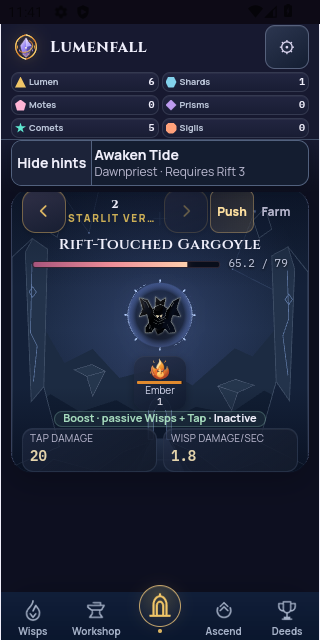 11:41
LUMENFALL
Lumen 6
Shards 1
Motes 0
Prisms 0
Comets 5
Sigils 0
Hide hints
Awaken Tide
Dawnpriest · Requires Rift 3
2
STARLIT VER...
Push
Farm
RIFT-TOUCHED GARGOYLE
65.2 / 79
Ember
1
Boost · passive Wisps + Tap · Inactive
TAP DAMAGE
20
WISP DAMAGE/SEC
1.8
Wisps
Workshop
Ascend
Deeds